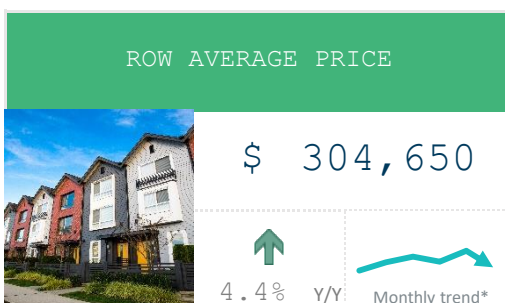 ROW AVERAGE PRICE
$ 304,650
4.4% Y/Y
Monthly trend*